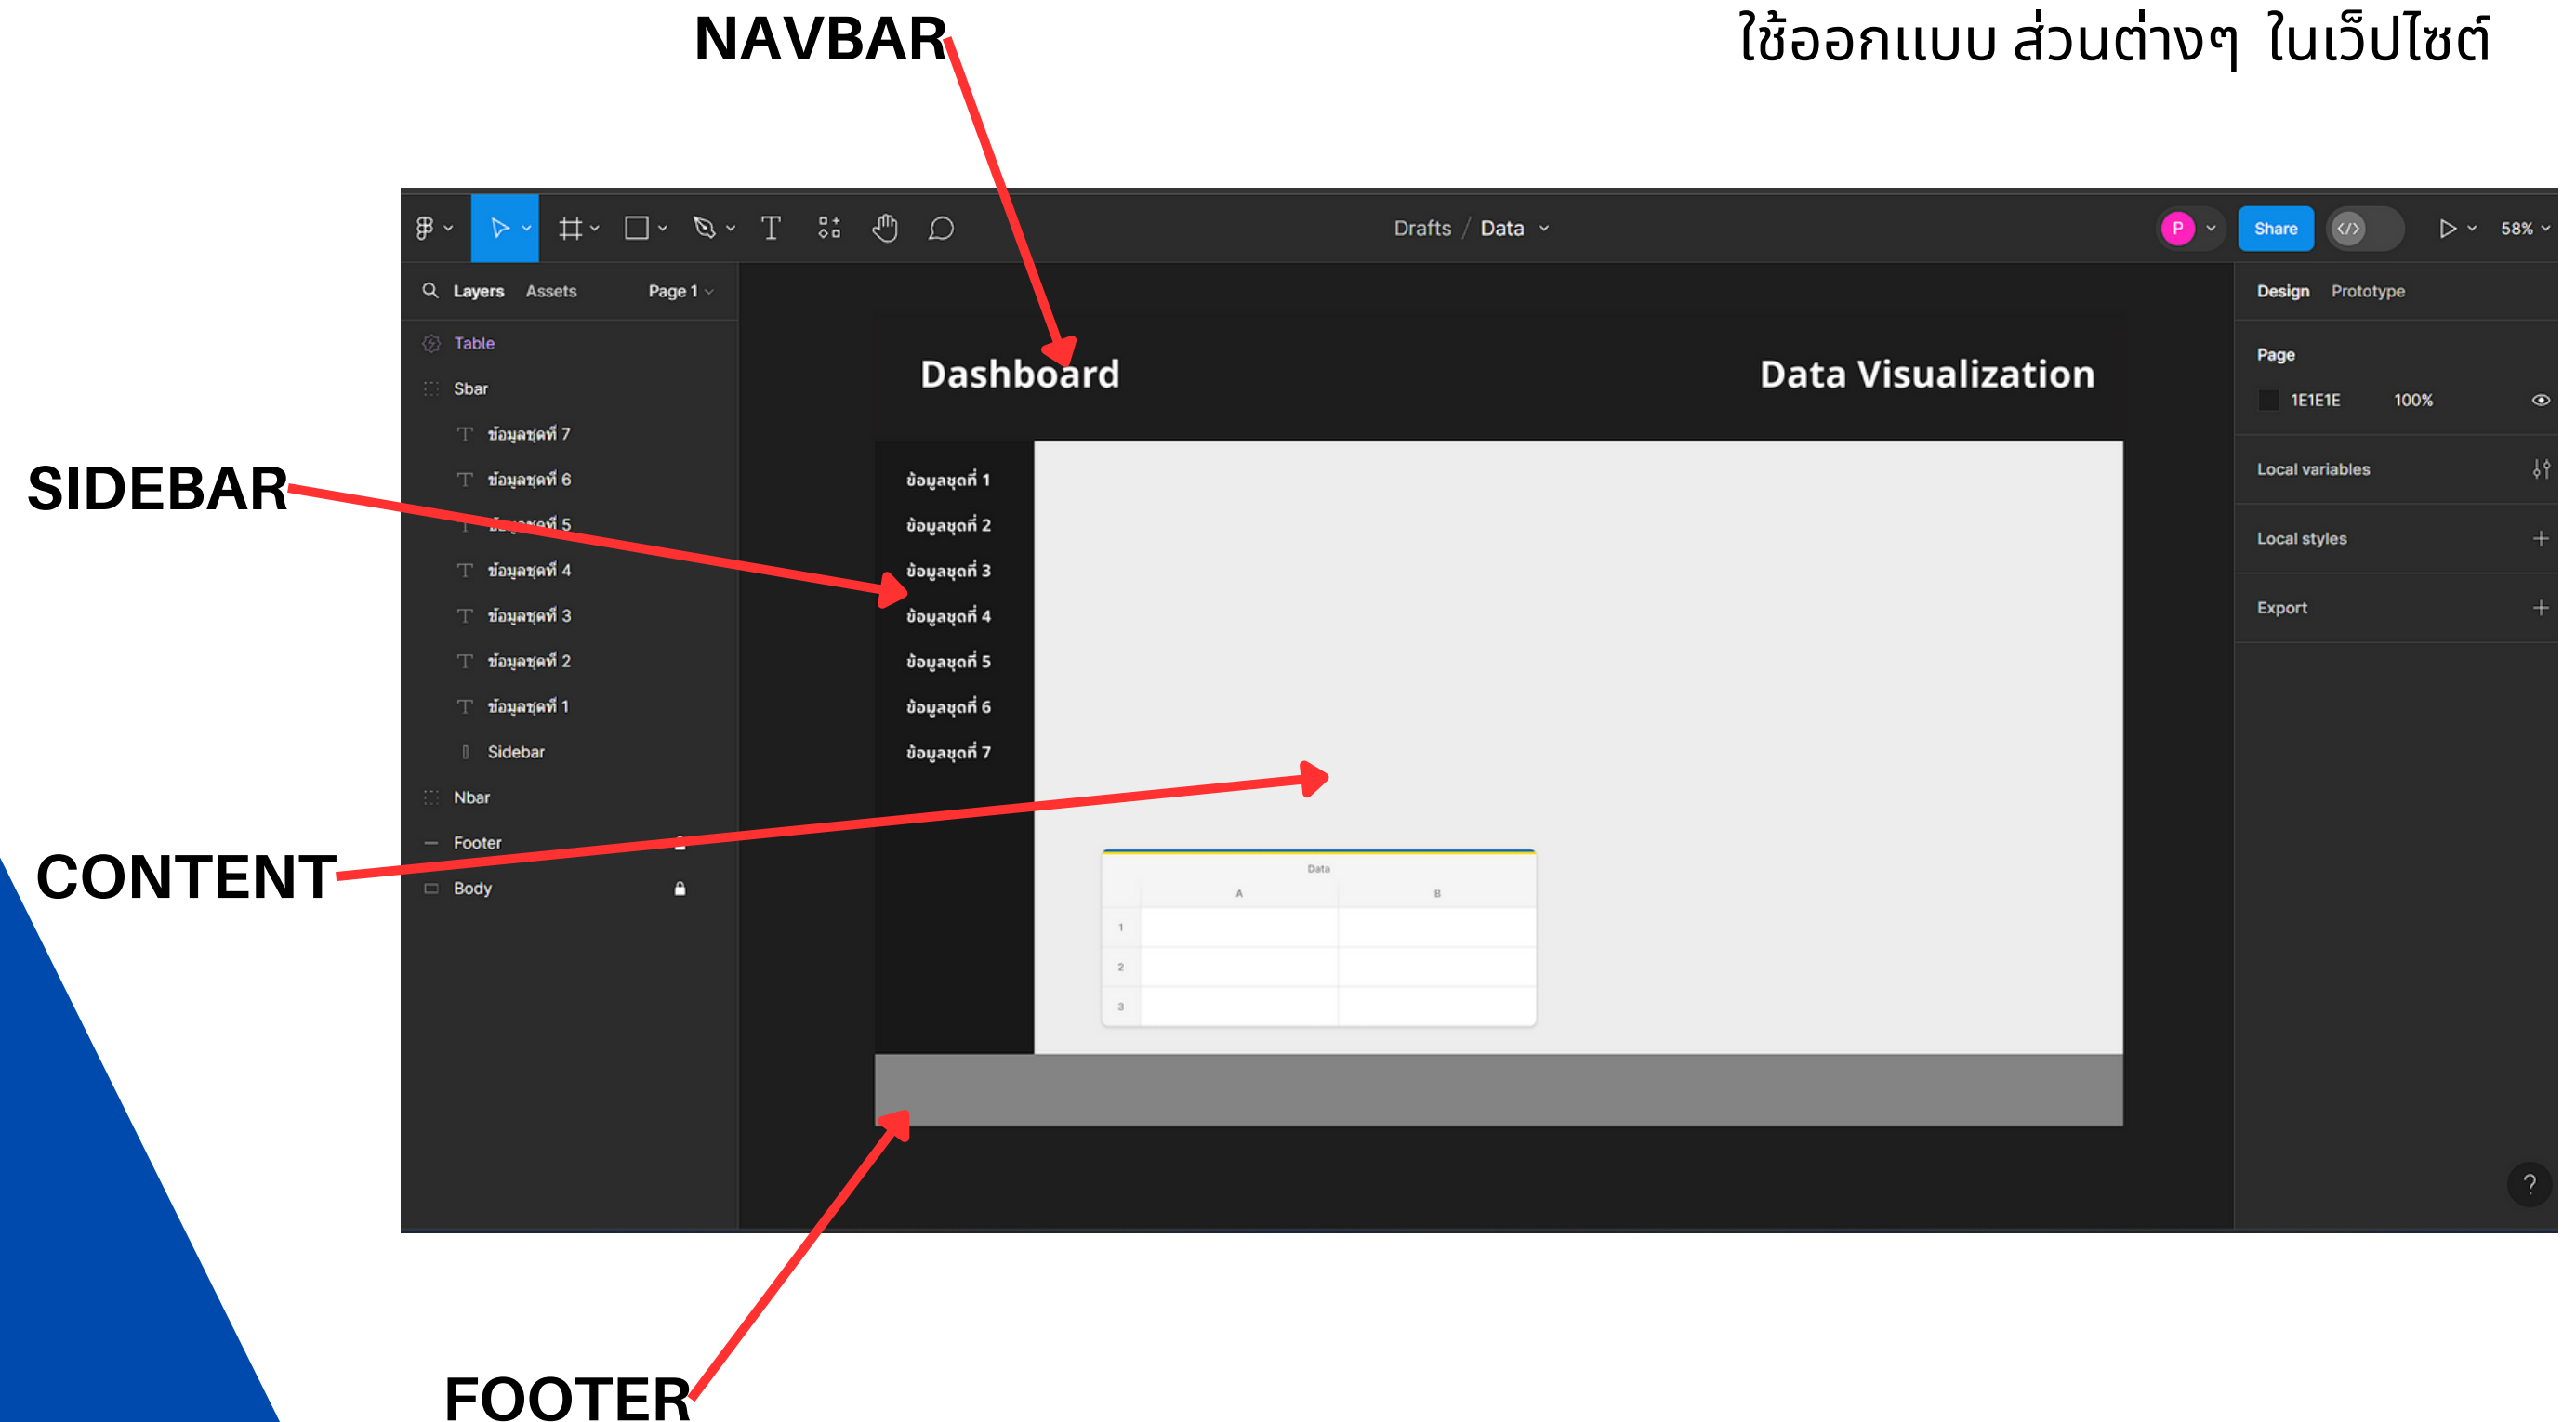 NAVBAR
ใช้ออกแบบ ส่วนต่างๆ ในเว็ปไซต์
Drafts / Data
P
Share
58%
Layers Assets Page 1
Design Prototype
Table
Sbar
ข้อมูลชุดที่ 7
ข้อมูลชุดที่ 6
ข้อมูลชุดที่ 5
ข้อมูลชุดที่ 4
ข้อมูลชุดที่ 3
ข้อมูลชุดที่ 2
ข้อมูลชุดที่ 1
Sidebar
Nbar
Footer
Body
Dashboard
Data Visualization
ข้อมูลชุดที่ 1
ข้อมูลชุดที่ 2
ข้อมูลชุดที่ 3
ข้อมูลชุดที่ 4
ข้อมูลชุดที่ 5
ข้อมูลชุดที่ 6
ข้อมูลชุดที่ 7
Data
A B
1
2
3
Page
1E1E1E 100%
Local variables
Local styles
Export
?
SIDEBAR
CONTENT
FOOTER